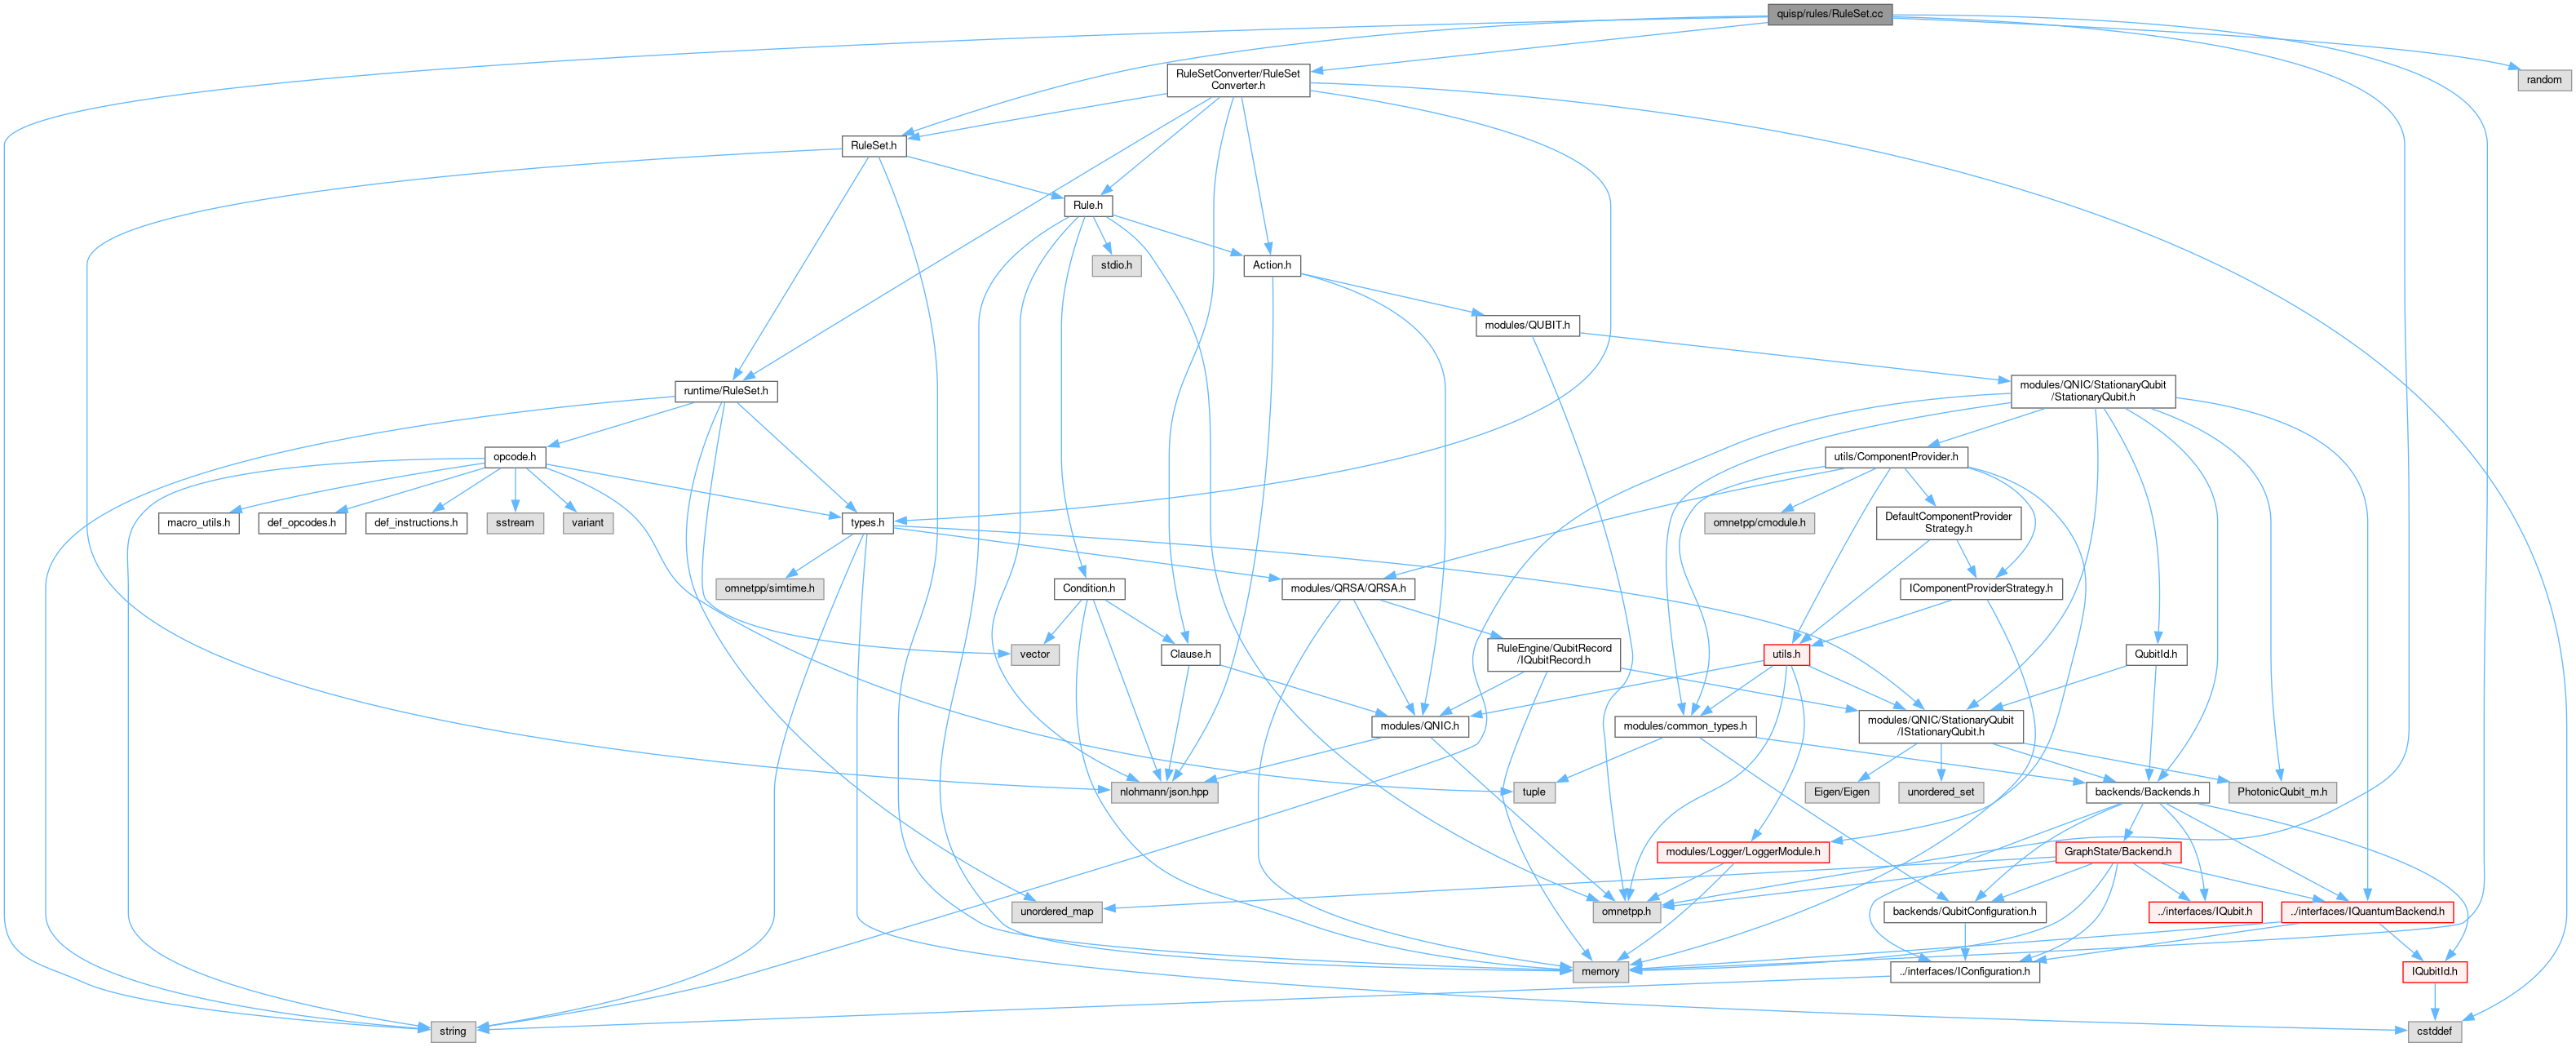 quisp/rules/RuleSet.cc
RuleSetConverter/RuleSet
Converter.h
random
RuleSet.h
Rule.h
stdio.h
Action.h
modules/QUBIT.h
runtime/RuleSet.h
modules/QNIC/StationaryQubit
/StationaryQubit.h
opcode.h
utils/ComponentProvider.h
macro_utils.h
def_opcodes.h
def_instructions.h
sstream
variant
types.h
omnetpp/cmodule.h
DefaultComponentProvider
Strategy.h
omnetpp/simtime.h
Condition.h
modules/QRSA/QRSA.h
IComponentProviderStrategy.h
vector
Clause.h
RuleEngine/QubitRecord
/IQubitRecord.h
utils.h
QubitId.h
modules/QNIC.h
modules/common_types.h
modules/QNIC/StationaryQubit
/IStationaryQubit.h
nlohmann/json.hpp
tuple
Eigen/Eigen
unordered_set
backends/Backends.h
PhotonicQubit_m.h
modules/Logger/LoggerModule.h
GraphState/Backend.h
unordered_map
omnetpp.h
backends/QubitConfiguration.h
../interfaces/IQubit.h
../interfaces/IQuantumBackend.h
memory
../interfaces/IConfiguration.h
IQubitId.h
string
cstddef